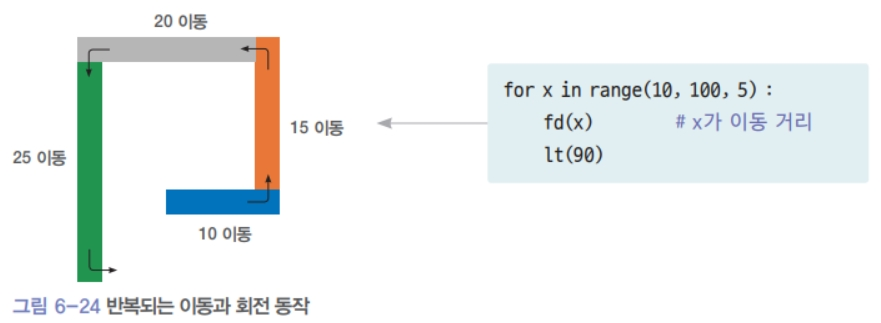 20 이동
15 이동
25 이동
10 이동
for x in range(10, 100, 5) :
fd(x) # x가 이동 거리
lt(90)
그림 6-24 반복되는 이동과 회전 동작